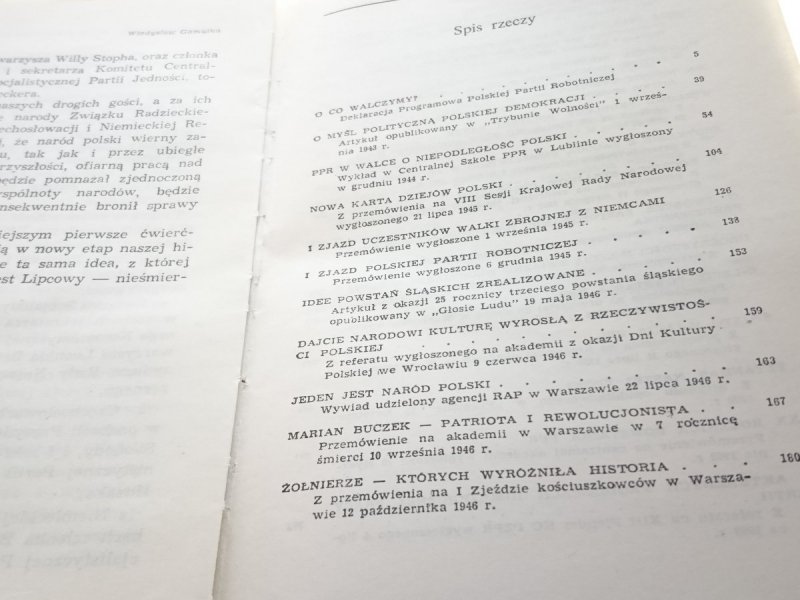 Władysław Gomułka
warzysza Willy Stopha, oraz członka
i sekretarza Komitetu Central-
ocjalistycznej Partii Jedności, to-
eckera.
naszych drogich gości, a za ich
e narody Związku Radzieckie-
echosłowacji i Niemieckiej Re-
j, że naród polski wierny za-
u, tak jak i przez ubiegłe
rzyszłości, ofiarną pracą nad
będzie pomnażał zjednoczoną
wspólnoty narodów, będzie
nsekwentnie bronił sprawy
iejszym pierwsze ćwierć-
ą w nowy etap naszej hi-
e ta sama idea, z której
est Lipcowy — nieśmier-
Spis rzeczy
O CO WALCZYMY? . . . . . . . . 5
Deklaracja Programowa Polskiej Partii Robotniczej
O MYŚL POLITYCZNĄ POLSKIEJ DEMOKRACJI . . 39
Artykuł opublikowany w „Trybunie Wolności" 1 wrześ-
nia 1943 r.
PPR W WALCE O NIEPODLEGŁOŚĆ POLSKI . . . 54
Wykład w Centralnej Szkole PPR w Lublinie wygłoszony
w grudniu 1944 r.
NOWA KARTA DZIEJÓW POLSKI . . . . . . 104
Z przemówienia na VIII Sesji Krajowej Rady Narodowej
wygłoszonego 21 lipca 1945 r.
I ZJAZD UCZESTNIKÓW WALKI ZBROJNEJ Z NIEMCAMI 126
Przemówienie wygłoszone 1 września 1945 r.
I ZJAZD POLSKIEJ PARTII ROBOTNICZEJ . . . . 138
Przemówienie wygłoszone 6 grudnia 1945 r.
IDEE POWSTAŃ ŚLĄSKICH ZREALIZOWANE . . . . 153
Artykuł z okazji 25 rocznicy trzeciego powstania śląskiego
opublikowany w „Głosie Ludu" 19 maja 1946 r.
DAJCIE NARODOWI KULTURĘ WYROSŁĄ Z RZECZYWISTOŚ-
CI POLSKIEJ . . . . . . . . . . 159
Z referatu wygłoszonego na akademii z okazji Dni Kultury
Polskiej we Wrocławiu 9 czerwca 1946 r.
JEDEN JEST NARÓD POLSKI . . . . . . . 163
Wywiad udzielony agencji RAP w Warszawie 22 lipca 1946 r.
MARIAN BUCZEK — PATRIOTA I REWOLUCJONISTA . . 167
Przemówienie na akademii w Warszawie w 7 rocznicę
śmierci 10 września 1946 r.
ŻOŁNIERZE — KTÓRYCH WYRÓŻNIŁA HISTORIA . . . 180
Z przemówienia na I Zjeździe kościuszkowców w Warsza-
wie 12 października 1946 r.